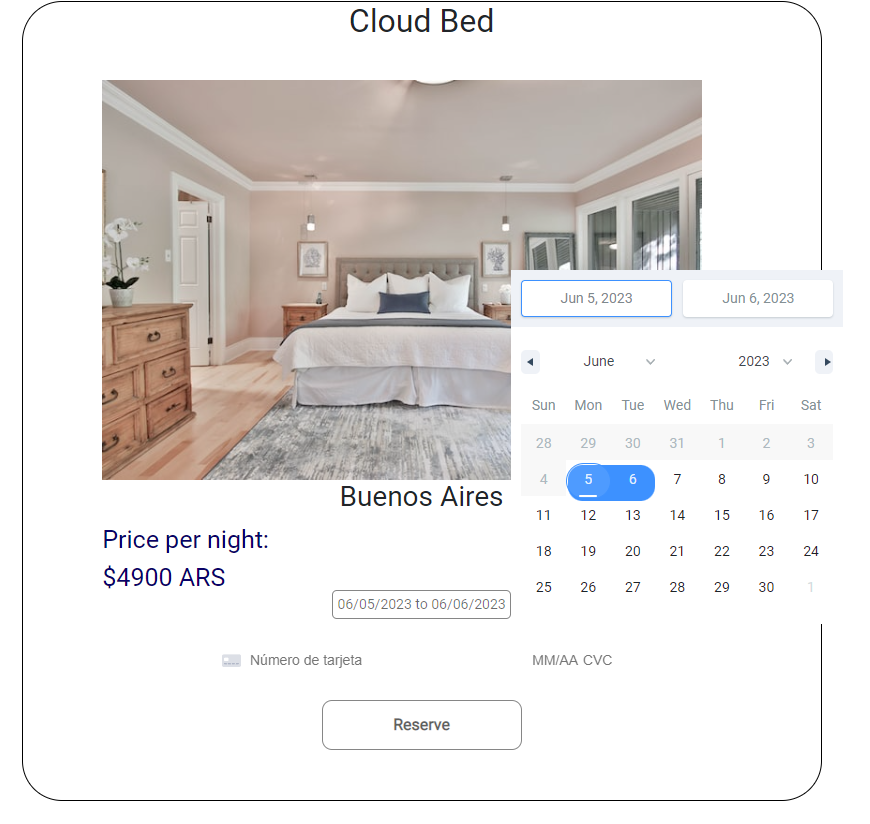 Cloud Bed
Jun 5, 2023 Jun 6, 2023
June 2023
Sun Mon Tue Wed Thu Fri Sat
28 29 30 31 1 2 3
4 5 6 7 8 9 10
11 12 13 14 15 16 17
18 19 20 21 22 23 24
25 26 27 28 29 30 1
Buenos Aires
Price per night:
$4900 ARS
06/05/2023 to 06/06/2023
Número de tarjeta MM/AA CVC
Reserve